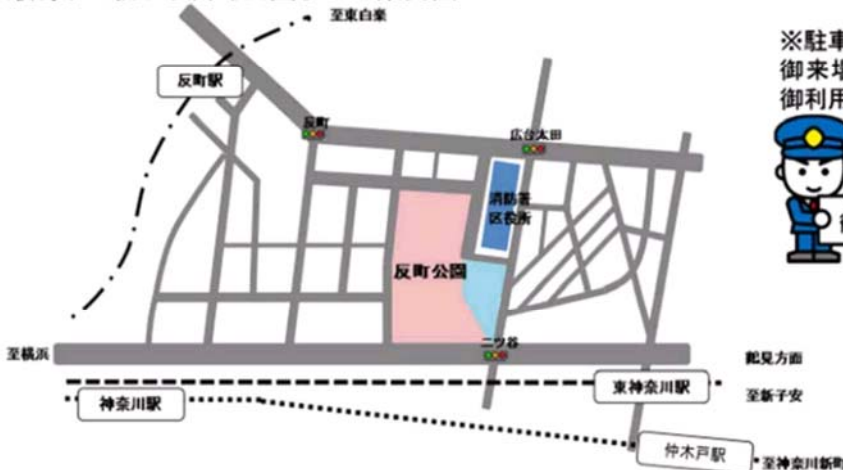 至東白楽
※駐車
御来場
御利用
反町駅
反町
広台太田
消防署
区役所
反町公園
二ツ谷
至横浜
鶴見方面
東神奈川駅
至新子安
神奈川駅
仲木戸駅
至神奈川新町